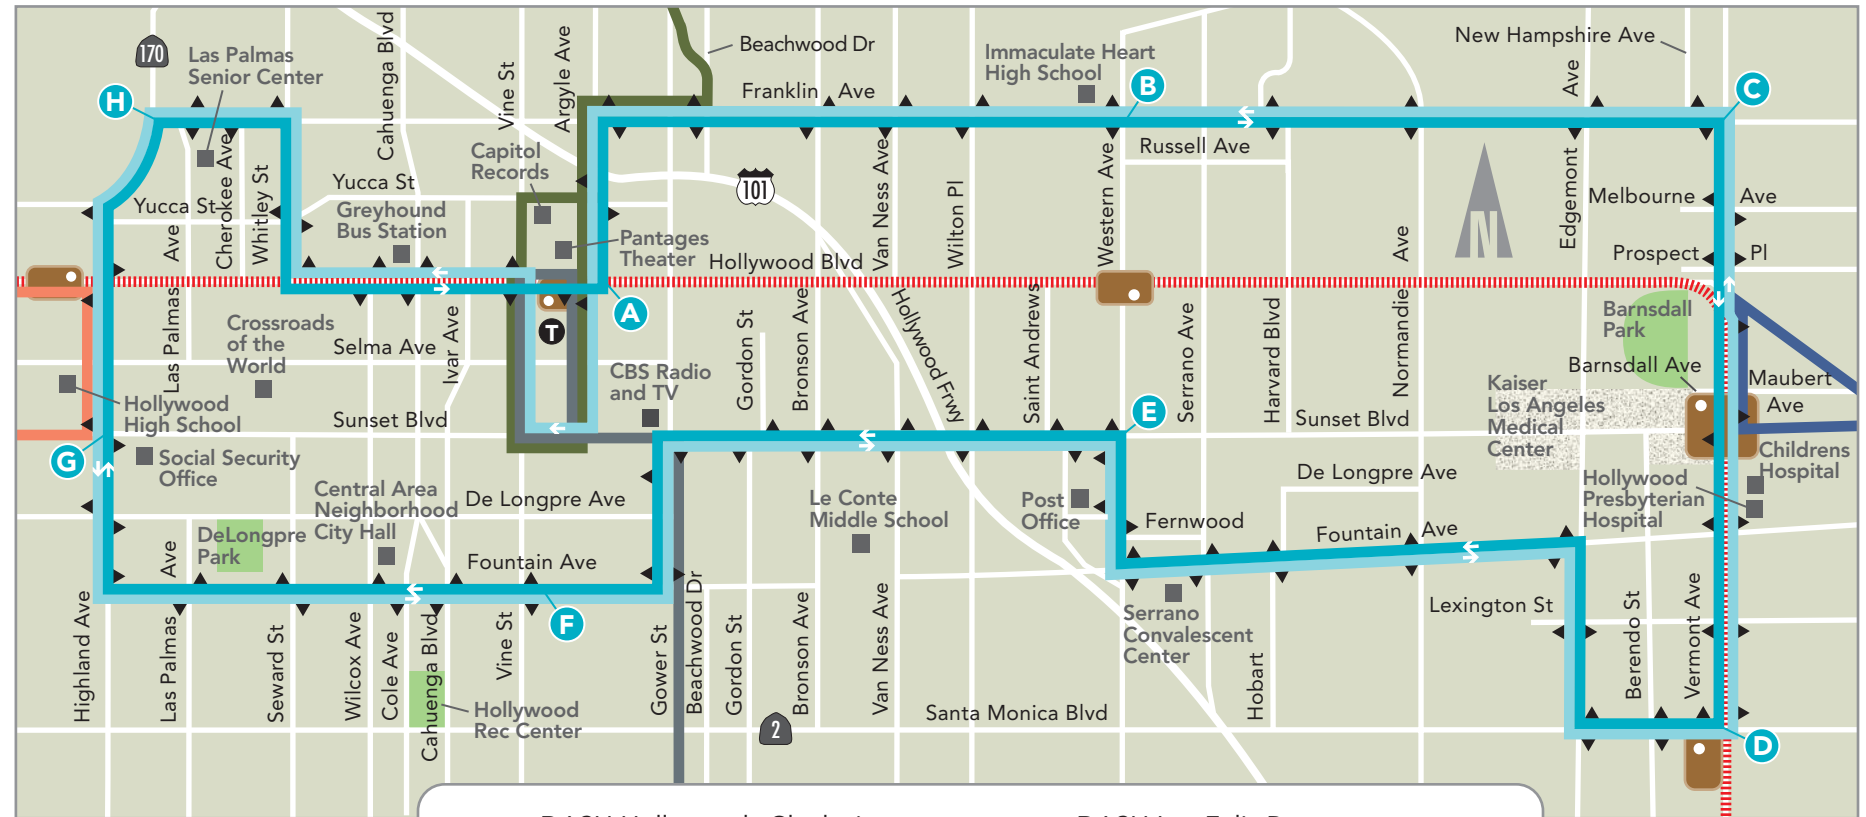 170
Las Palmas
Senior Center
Cahuenga Blvd
Vine St
Argyle Ave
Beachwood Dr
Immaculate Heart
High School
New Hampshire Ave
H
Franklin Ave
B
Ave
C
Cherokee Ave
Whitley St
Capitol
Records
Yucca St
Yucca St
Greyhound
Bus Station
Pantages
Theater
101
Van Ness Ave
Wilton Pl
Western Ave
Russell Ave
N
Edgemont
Melbourne Ave
Ave
Ave
Hollywood Blvd
Prospect Pl
A
T
Las Palmas
Crossroads
of the
World
Selma Ave
Ivar Ave
CBS Radio
and TV
Gordon St
Bronson Ave
Hollywood Frwy
Saint Andrews
Serrano Ave
Harvard Blvd
Normandie
Barnsdall
Park
Barnsdall Ave
Maubert
Ave
Kaiser
Los Angeles
Medical
Center
Hollywood
High School
Sunset Blvd
E
Sunset Blvd
G
Social Security
Office
Childrens
Hospital
Central Area
Neighborhood
City Hall
De Longpre Ave
Le Conte
Middle School
Post
Office
De Longpre Ave
Hollywood
Presbyterian
Hospital
DeLongpre
Park
Fernwood
Fountain Ave
Fountain Ave
Ave
F
Serrano
Convalescent
Center
Lexington St
Highland Ave
Las Palmas
Seward St
Wilcox Ave
Cole Ave
Cahuenga Blvd
Vine St
Gower St
Beachwood Dr
Gordon St
Bronson Ave
Van Ness Ave
Hobart
Berendo St
Vermont Ave
Hollywood
Rec Center
2
Santa Monica Blvd
D